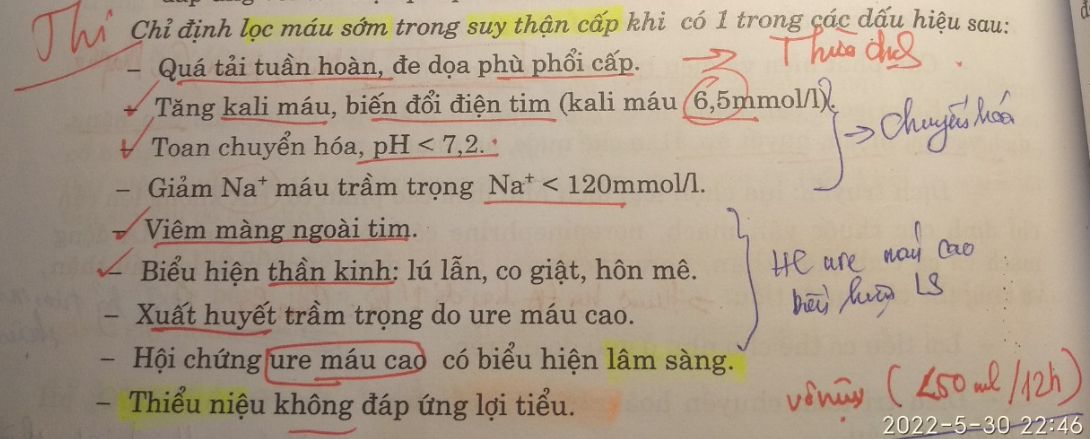 Thi Chỉ định lọc máu sớm trong suy thận cấp khi có 1 trong các dấu hiệu sau:
- Quá tải tuần hoàn, đe dọa phù phổi cấp. → Thừa dịch
- Tăng kali máu, biến đổi điện tim (kali máu 6,5mmol/l).
- Toan chuyển hóa, pH < 7,2. → Chuyển hóa
- Giảm Na⁺ máu trầm trọng Na⁺ < 120mmol/l.
- Viêm màng ngoài tim.
- Biểu hiện thần kinh: lú lẫn, co giật, hôn mê. HC ure máu cao
biểu hiện LS
- Xuất huyết trầm trọng do ure máu cao.
- Hội chứng ure máu cao có biểu hiện lâm sàng.
- Thiểu niệu không đáp ứng lợi tiểu. vô niệu (<50 ml/12h)
2022-5-30 22:46